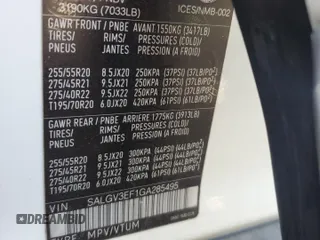 3190KG (7033LB)
ICES/NMB-002
GAWR FRONT / PNBE AVANT 1550KG (3417LB)
TIRES/ RIMS/ PRESSURES (COLD)/
PNEUS JANTES PRESSION (A FROID)
255/55R20 8.5JX20 250KPA (37PSI) (37LB/PO²)
275/45R21 9.5JX21 250KPA (37PSI) (37LB/PO²)
275/40R22 9.5JX22 250KPA (37PSI) (37LB/PO²)
T195/70R20 6.0JX20 420KPA (61PSI) (61LB/PO²)
GAWR REAR / PNBE ARRIERE 1775KG (3913LB)
TIRES/ RIMS/ PRESSURES (COLD)/
PNEUS JANTES PRESSION (A FROID)
255/55R20 8.5JX20 300KPA (44PSI) (44LB/PO²)
275/45R21 9.5JX21 300KPA (44PSI) (44LB/PO²)
275/40R22 9.5JX22 300KPA (44PSI) (44LB/PO²)
T195/70R20 6.0JX20 420KPA (61PSI) (61LB/PO²)
VIN SALGV3EF1GA285495
TYPE MPV/VTUM